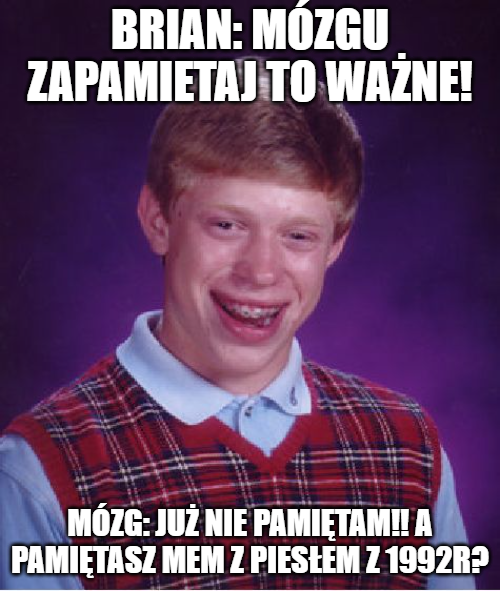 BRIAN: MÓZGU
ZAPAMIETAJ TO WAŻNE!
MÓZG: JUŻ NIE PAMIĘTAM!! A
PAMIĘTASZ MEM Z PIESŁEM Z 1992R?